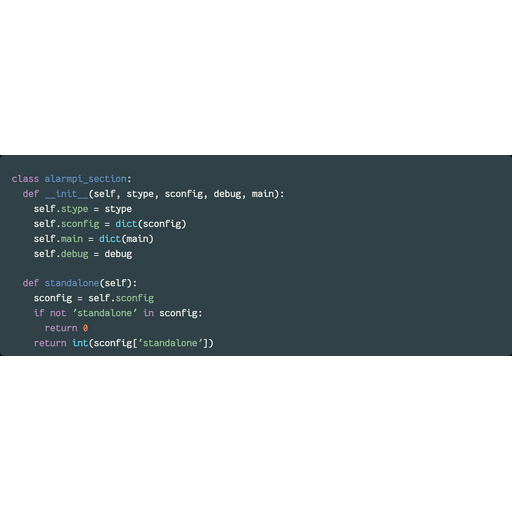 class alarmpi_section:
  def __init__(self, stype, sconfig, debug, main):
    self.stype = stype
    self.sconfig = dict(sconfig)
    self.main = dict(main)
    self.debug = debug

  def standalone(self):
    sconfig = self.sconfig
    if not 'standalone' in sconfig:
      return 0
    return int(sconfig['standalone'])